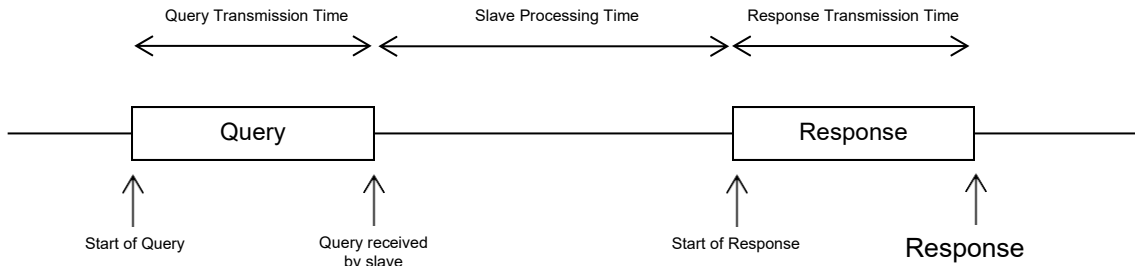 Query Transmission Time
Slave Processing Time
Response Transmission Time
Query
Response
Start of Query
Query received
by slave
Start of Response
Response